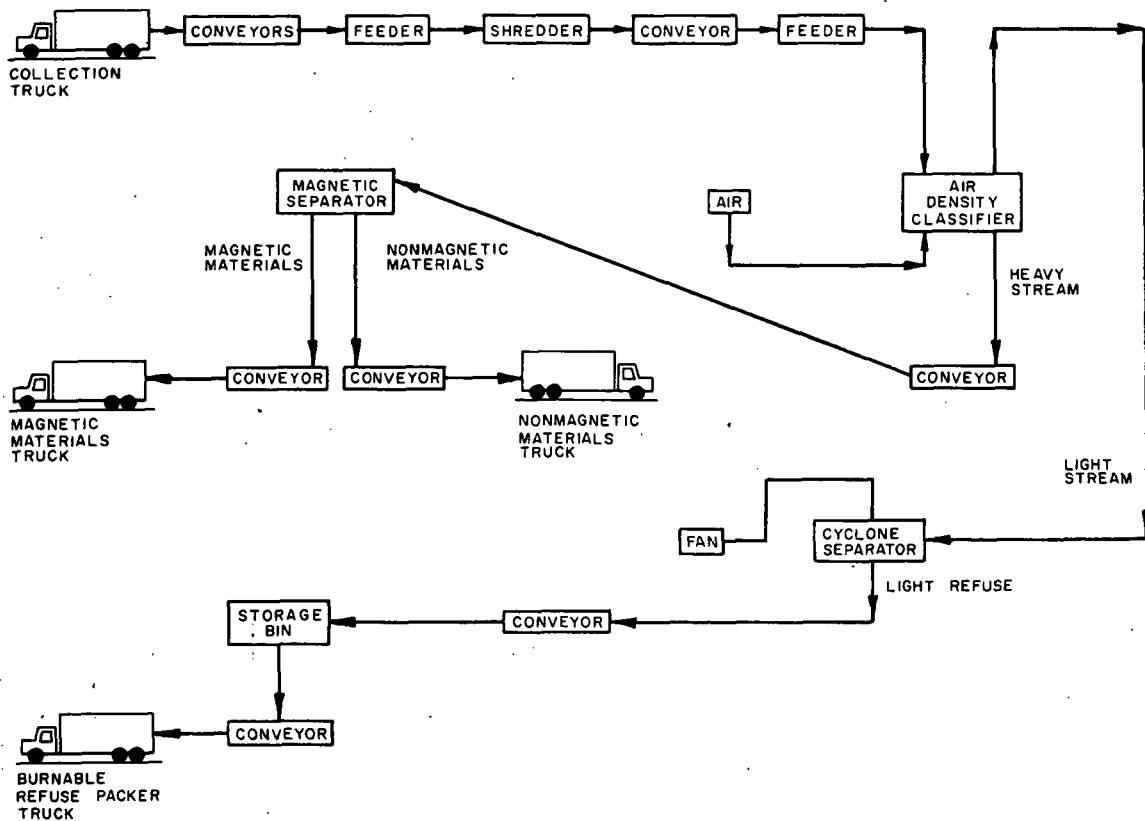 CONVEYORS
FEEDER
SHREDDER
CONVEYOR
FEEDER
COLLECTION
TRUCK
MAGNETIC
SEPARATOR
AIR
AIR
DENSITY
CLASSIFIER
MAGNETIC
MATERIALS
NONMAGNETIC
MATERIALS
HEAVY
STREAM
CONVEYOR
CONVEYOR
CONVEYOR
MAGNETIC
MATERIALS
TRUCK
NONMAGNETIC
MATERIALS
TRUCK
LIGHT
STREAM
FAN
CYCLONE
SEPARATOR
LIGHT REFUSE
STORAGE
BIN
CONVEYOR
CONVEYOR
BURNABLE
REFUSE PACKER
TRUCK